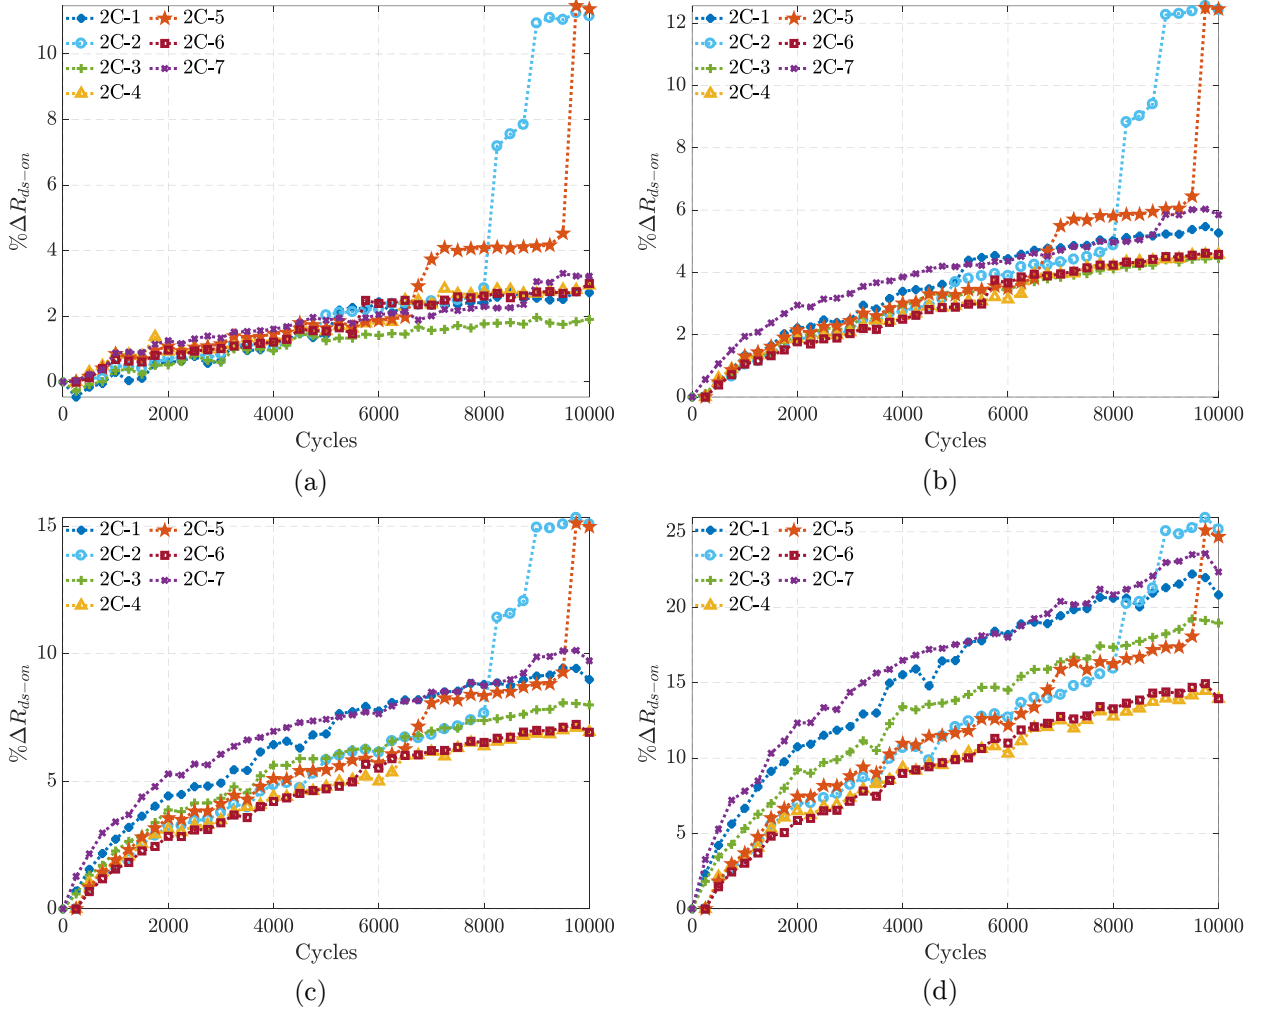 2C-1 2C-5
2C-2 2C-6
2C-3 2C-7
2C-4
%ΔR_{ds-on}
0
2
4
6
8
10
0 2000 4000 6000 8000 10000
Cycles
(a)
2C-1 2C-5
2C-2 2C-6
2C-3 2C-7
2C-4
%ΔR_{ds-on}
0
2
4
6
8
10
12
0 2000 4000 6000 8000 10000
Cycles
(b)
2C-1 2C-5
2C-2 2C-6
2C-3 2C-7
2C-4
%ΔR_{ds-on}
0
5
10
15
0 2000 4000 6000 8000 10000
Cycles
(c)
2C-1 2C-5
2C-2 2C-6
2C-3 2C-7
2C-4
%ΔR_{ds-on}
0
5
10
15
20
25
0 2000 4000 6000 8000 10000
Cycles
(d)